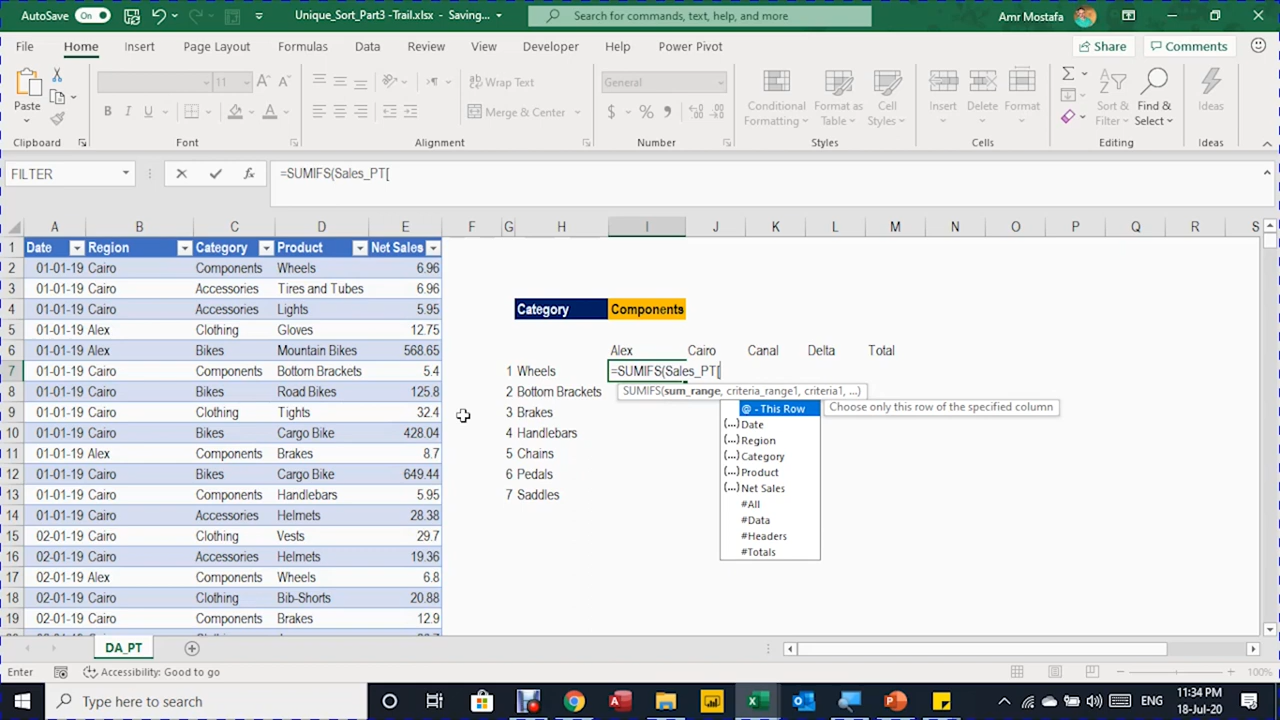 AutoSave On Unique_Sort_Part3 -Trail.xlsx - Saving... Search for commands, text, help, and more Amr Mostafa
File Home Insert Page Layout Formulas Data Review View Developer Help Power Pivot Share Comments
Paste 11 Wrap Text General Conditional Formatting Format as Table Cell Styles Insert Delete Format Sort & Filter Find & Select Ideas
B I U Merge & Center $ %
Clipboard Font Alignment Number Styles Cells Editing Ideas
FILTER fx =SUMIFS(Sales_PT[
A B C D E F G H I J K L M N O P Q R S
1 Date Region Category Product Net Sales
2 01-01-19 Cairo Components Wheels 6.96
3 01-01-19 Cairo Accessories Tires and Tubes 6.96
4 01-01-19 Cairo Accessories Lights 5.95 Category Components
5 01-01-19 Alex Clothing Gloves 12.75
6 01-01-19 Alex Bikes Mountain Bikes 568.65 Alex Cairo Canal Delta Total
7 01-01-19 Cairo Components Bottom Brackets 5.4 1 Wheels =SUMIFS(Sales_PT[
8 01-01-19 Cairo Bikes Road Bikes 125.8 2 Bottom Brackets SUMIFS(sum_range, criteria_range1, criteria1, ...)
9 01-01-19 Cairo Clothing Tights 32.4 3 Brakes @ - This Row Choose only this row of the specified column
(...) Date
10 01-01-19 Cairo Bikes Cargo Bike 428.04 4 Handlebars (...) Region
11 01-01-19 Alex Components Brakes 8.7 5 Chains (...) Category
12 01-01-19 Cairo Bikes Cargo Bike 649.44 6 Pedals (...) Product
13 01-01-19 Cairo Components Handlebars 5.95 7 Saddles (...) Net Sales
#All
14 01-01-19 Cairo Accessories Helmets 28.38 #Data
15 02-01-19 Cairo Clothing Vests 29.7 #Headers
16 02-01-19 Cairo Accessories Helmets 19.36 #Totals
17 02-01-19 Alex Components Wheels 6.8
18 02-01-19 Cairo Clothing Bib-Shorts 20.88
19 02-01-19 Cairo Components Brakes 12.9
DA_PT
Enter Accessibility: Good to go 100%
Type here to search ENG 11:34 PM
18-Jul-20